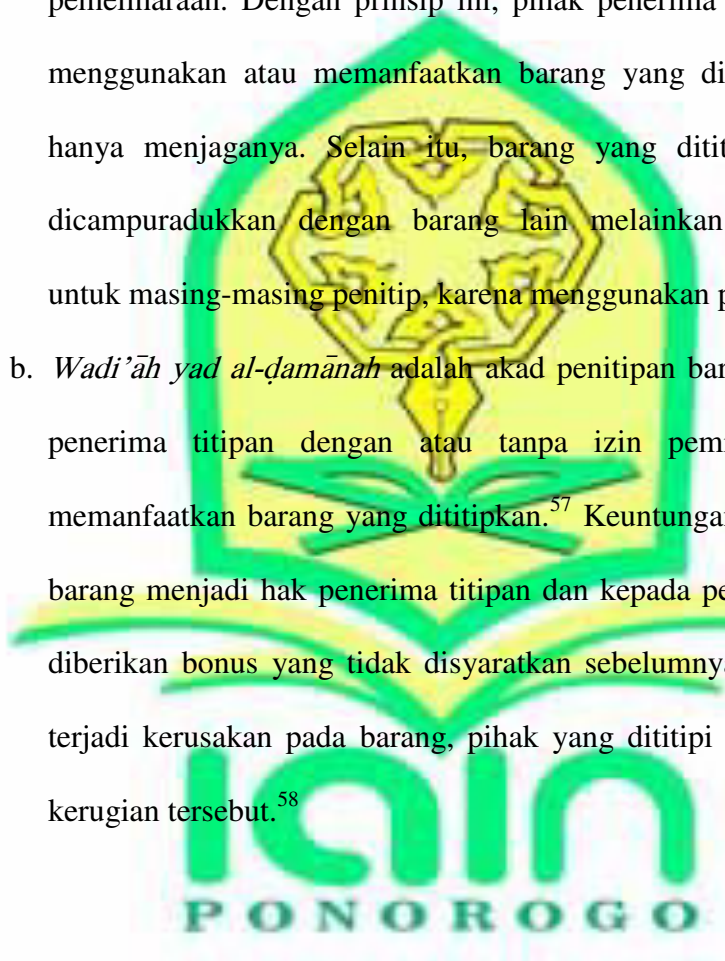 pemeliharaan. Dengan prinsip ini, pihak penerima
menggunakan atau memanfaatkan barang yang di
hanya menjaganya. Selain itu, barang yang ditit
dicampuradukkan dengan barang lain melainkan
untuk masing-masing penitip, karena menggunakan p
b. Wadi’āh yad al-ḍamānah adalah akad penitipan bar
penerima titipan dengan atau tanpa izin pem
memanfaatkan barang yang dititipkan.57 Keuntungan
barang menjadi hak penerima titipan dan kepada pe
diberikan bonus yang tidak disyaratkan sebelumnya
terjadi kerusakan pada barang, pihak yang dititipi
kerugian tersebut.58
iain
PONOROGO